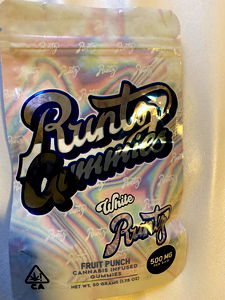 Runtz
Gummies
White
Runtz
500 MG
FRUIT PUNCH
CANNABIS INFUSED
GUMMIES
NET WT. 50 GRAMS (1.76 OZ)
CA